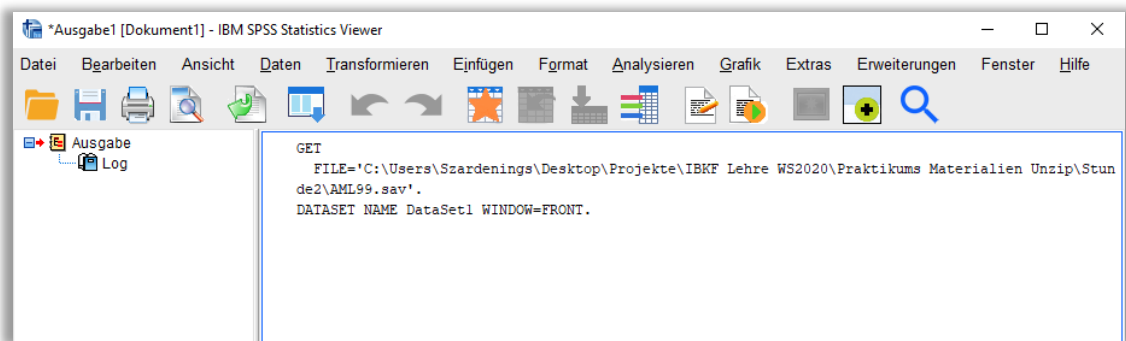 *Ausgabe1 [Dokument1] - IBM SPSS Statistics Viewer
Datei Bearbeiten Ansicht Daten Transformieren Einfügen Format Analysieren Grafik Extras Erweiterungen Fenster Hilfe
Ausgabe
Log
GET
FILE='C:\Users\Szardenings\Desktop\Projekte\IBKF Lehre WS2020\Praktikums Materialien Unzip\Stun
de2\AML99.sav'.
DATASET NAME DataSet1 WINDOW=FRONT.